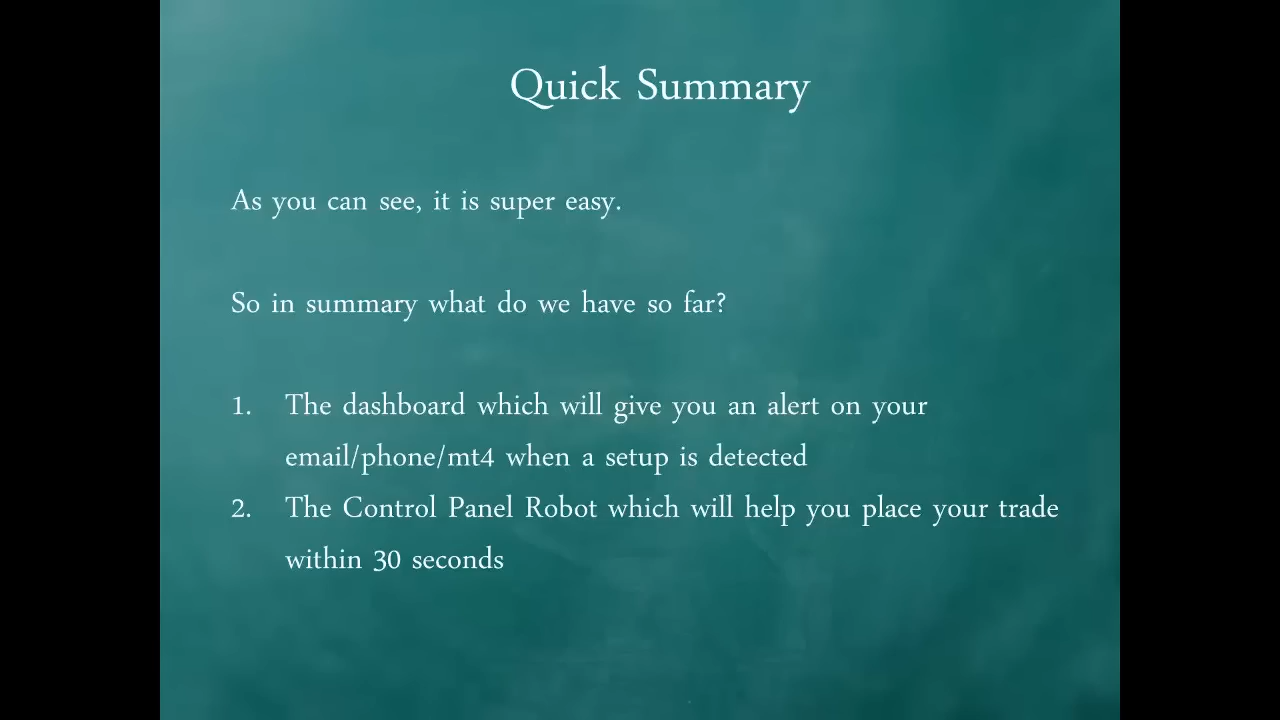 Quick Summary
As you can see, it is super easy.
So in summary what do we have so far?
1. The dashboard which will give you an alert on your
email/phone/mt4 when a setup is detected
2. The Control Panel Robot which will help you place your trade
within 30 seconds